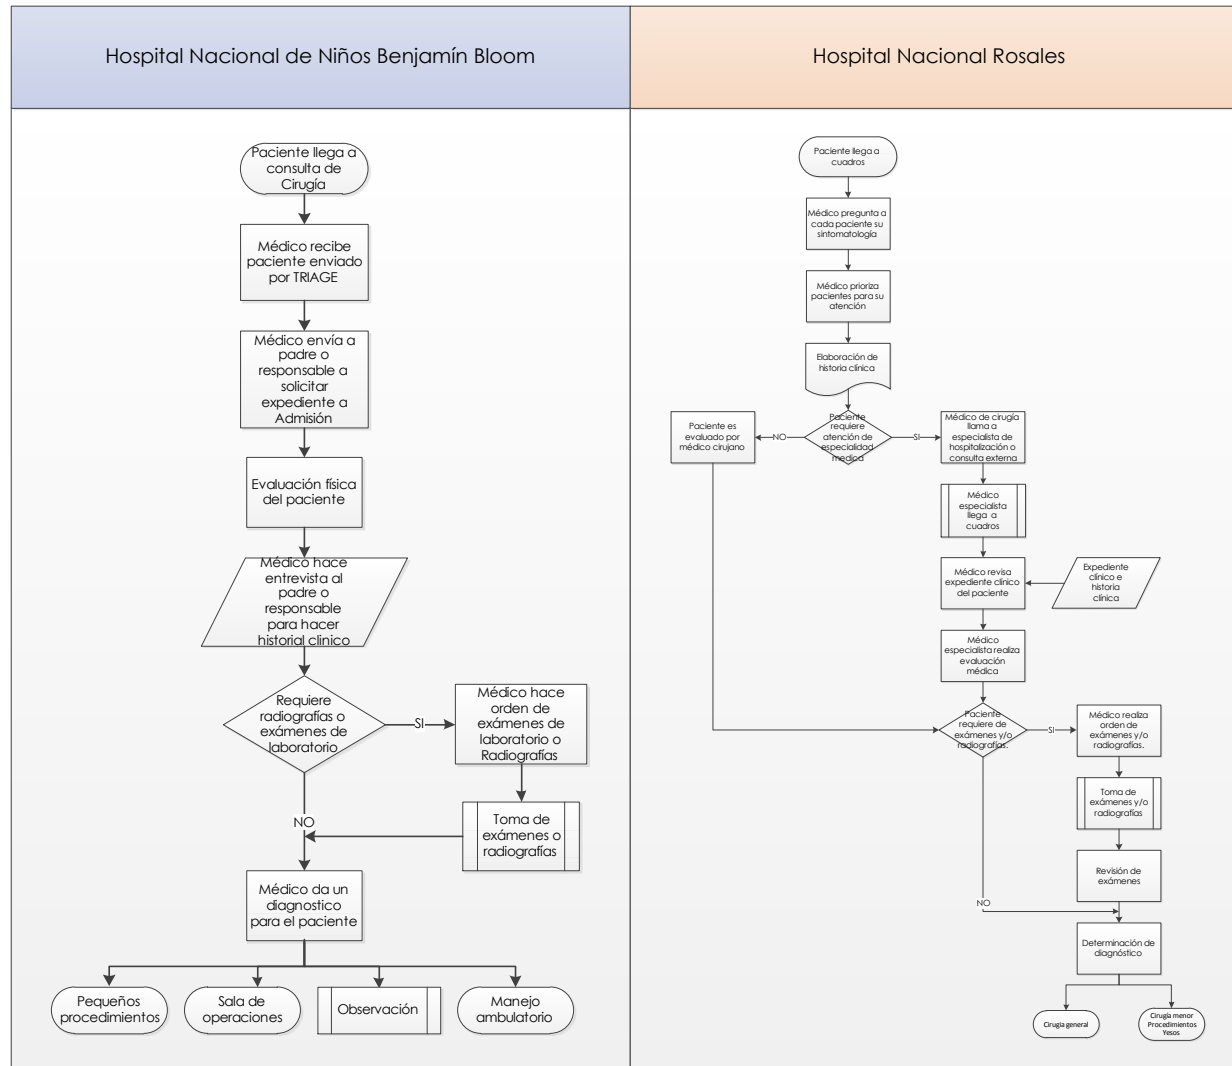 Hospital Nacional de Niños Benjamín Bloom
Paciente llega a
consulta de
Cirugía
Médico recibe
paciente enviado
por TRIAGE
Médico envía a
padre o
responsable a
solicitar
expediente a
Admisión
Evaluación física
del paciente
Médico hace
entrevista al
padre o
responsable
para hacer
historial clinico
Requiere
radiografías o
exámenes de
laboratorio
SI
Médico hace
orden de
exámenes de
laboratorio o
Radiografías
Toma de
exámenes o
radiografías
NO
Médico da un
diagnostico
para el paciente
Pequeños
procedimientos
Sala de
operaciones
Observación
Manejo
ambulatorio
Hospital Nacional Rosales
Paciente llega a
cuadros
Médico pregunta a
cada paciente su
sintomatología
Médico prioriza
pacientes para su
atención
Elaboración de
historia clínica
Paciente
requiere
atención de
especialidad
medica
NO
Paciente es
evaluado por
médico cirujano
SI
Médico de cirugía
llama a
especialista de
hospitalización o
consulta externa
Médico
especialista
llega a
cuadros
Médico revisa
expediente clínico
del paciente
Expediente
clínico e
historia
clínica
Médico
especialista realiza
evaluación
médica
Paciente
requiere de
exámenes y/o
radiografías.
SI
Médico realiza
orden de
exámenes y/o
radiografías.
Toma de
exámenes y/o
radiografías
Revisión de
exámenes
NO
Determinación de
diagnóstico
Cirugía general
Cirugía menor
Procedimientos
Yesos